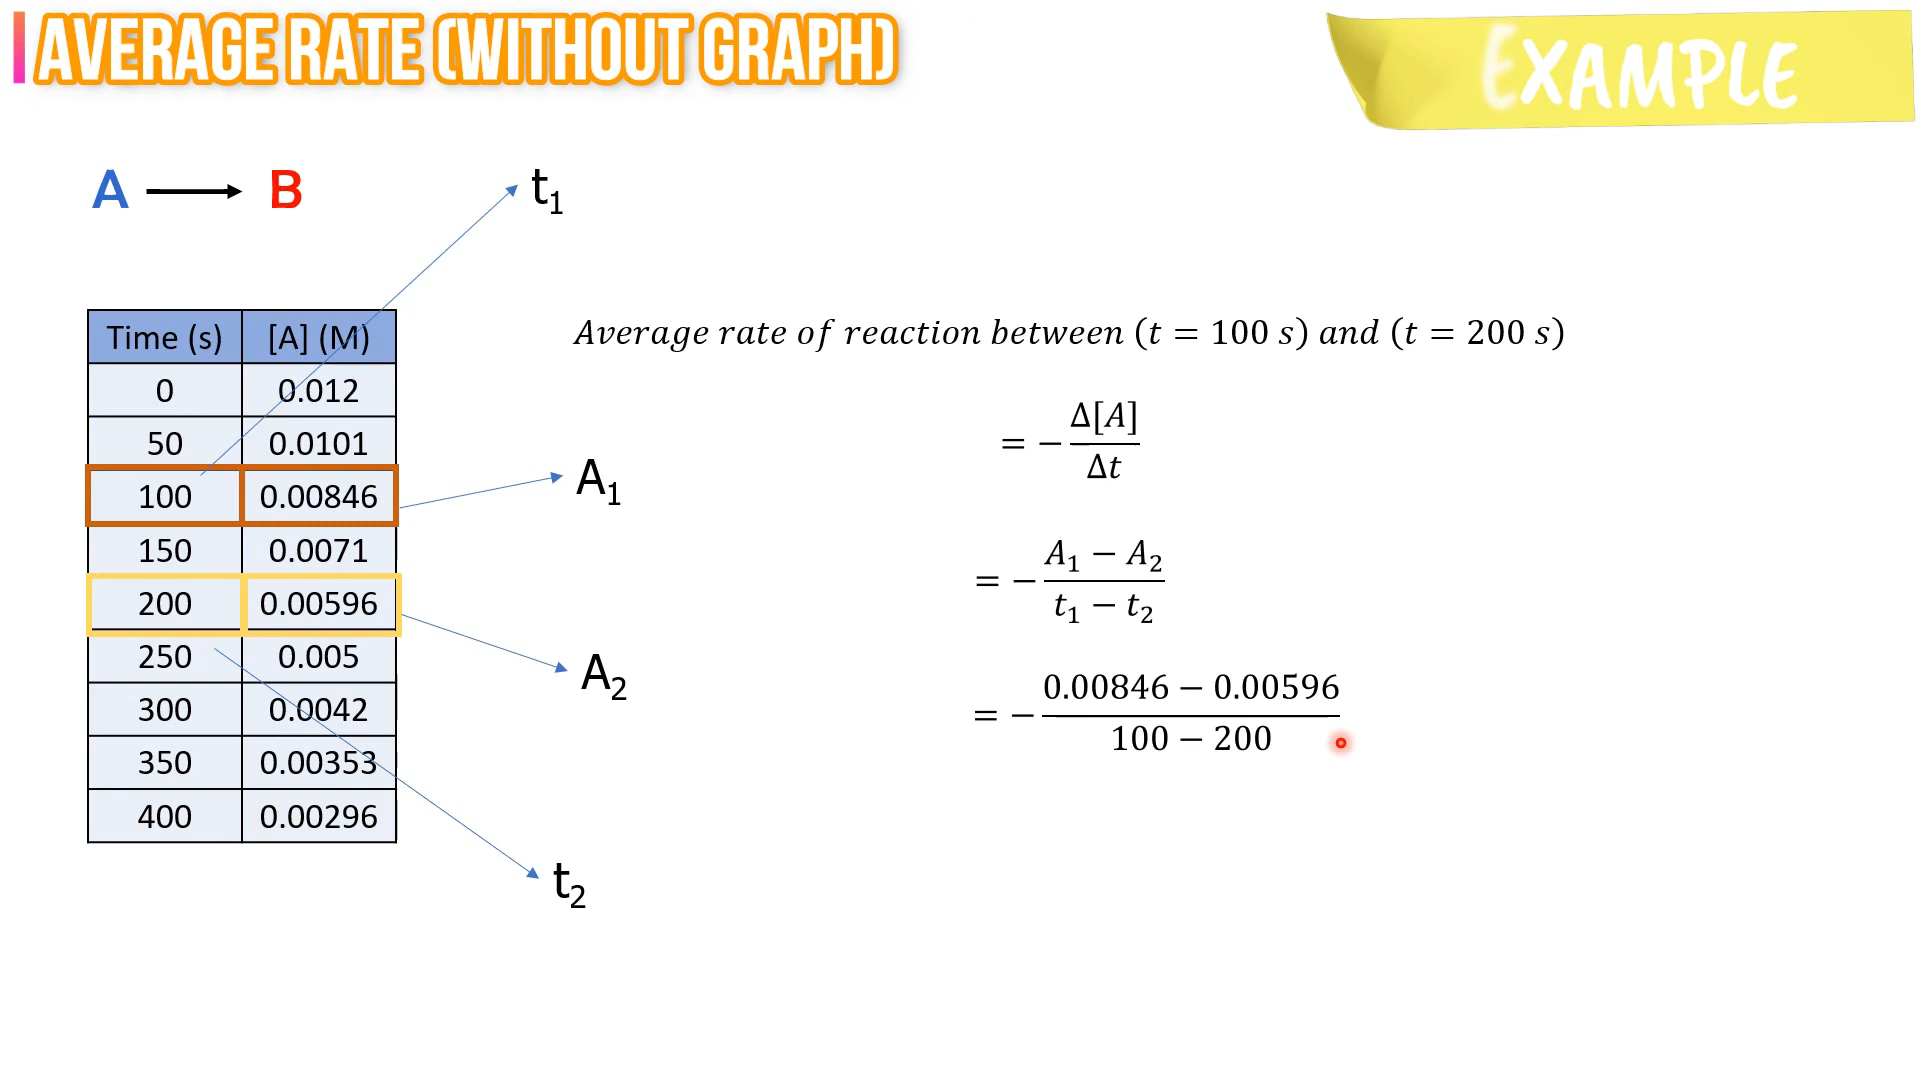 AVERAGE RATE (WITHOUT GRAPH)
EXAMPLE
A → B
t₁
Time (s) [A] (M)
0 0.012
50 0.0101
100 0.00846
150 0.0071
200 0.00596
250 0.005
300 0.0042
350 0.00353
400 0.00296
A₁
A₂
t₂
Average rate of reaction between (t = 100 s) and (t = 200 s)
= − Δ[A] / Δt
= − A₁ − A₂ / t₁ − t₂
= − 0.00846 − 0.00596 / 100 − 200